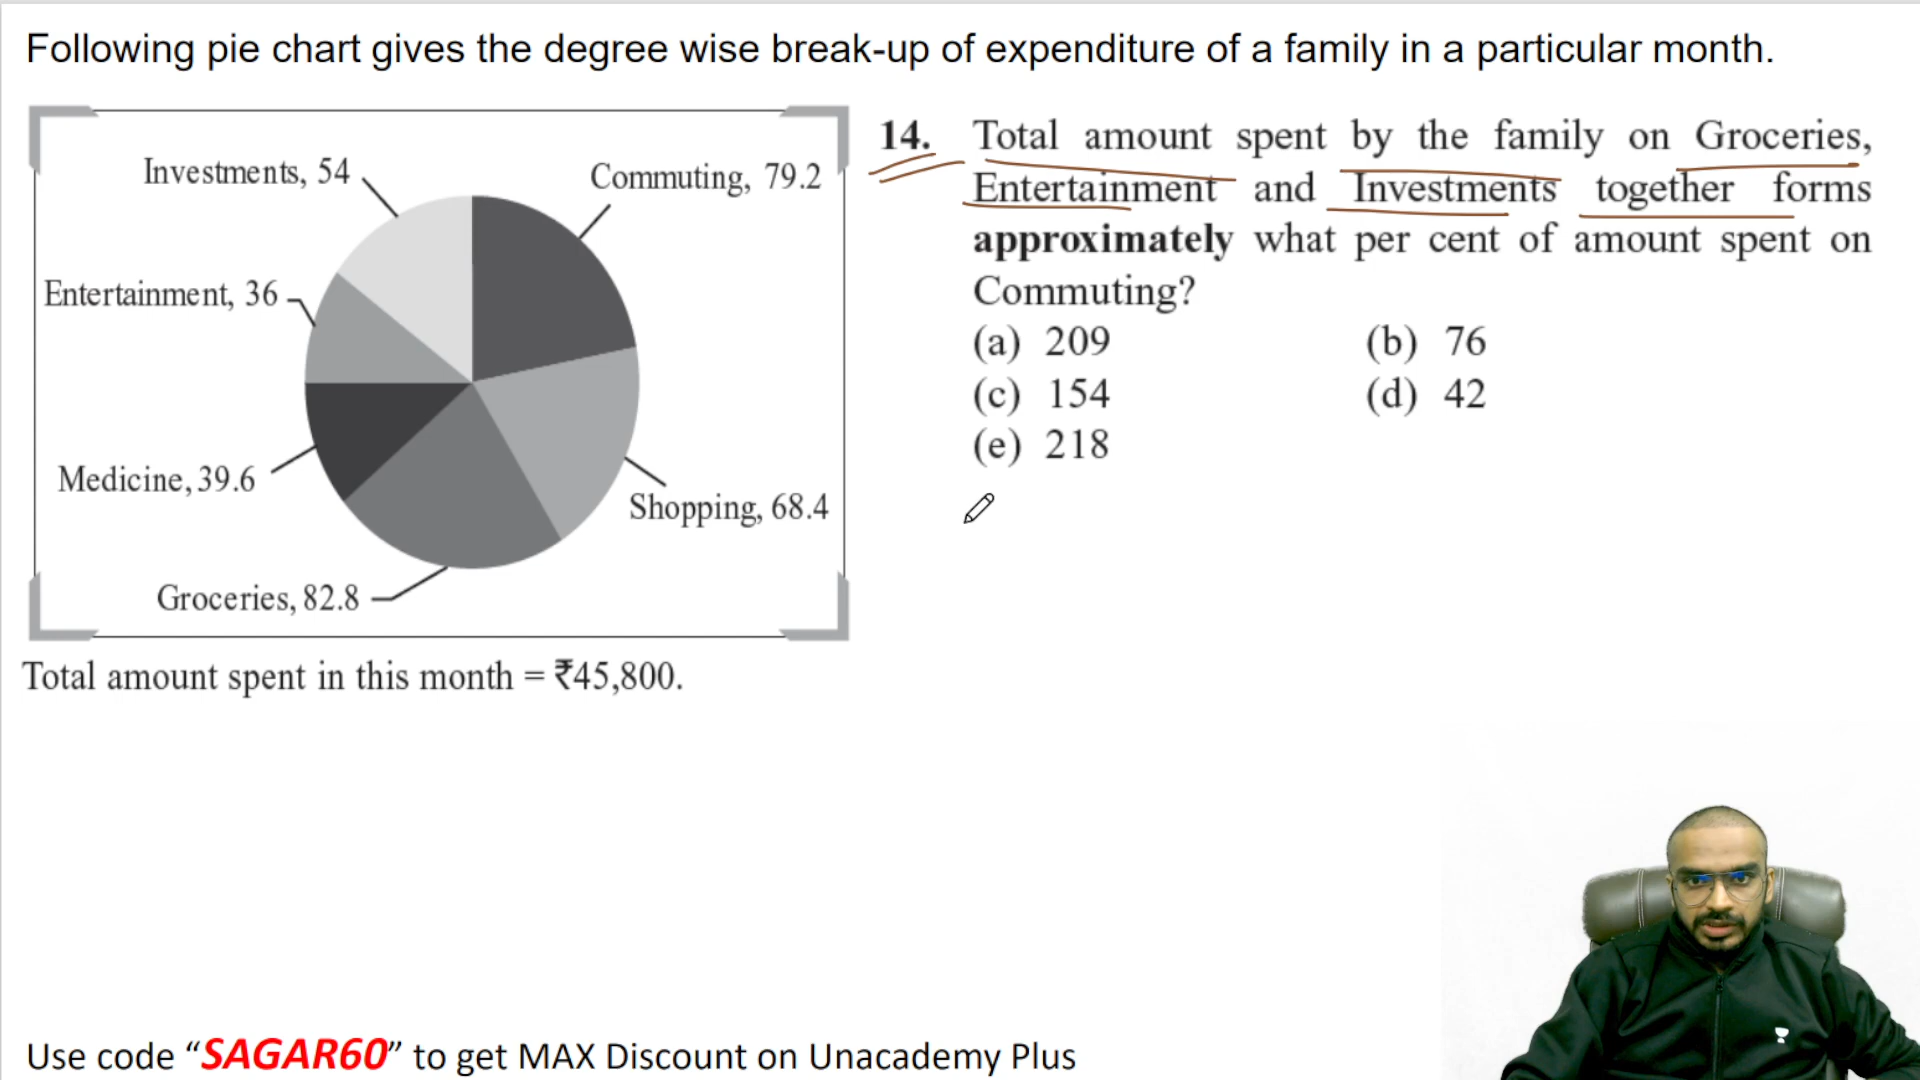 Following pie chart gives the degree wise break-up of expenditure of a family in a particular month.
Investments, 54
Commuting, 79.2
Entertainment, 36
Medicine, 39.6
Shopping, 68.4
Groceries, 82.8
Total amount spent in this month = ₹45,800.
14. Total amount spent by the family on Groceries,
Entertainment and Investments together forms
approximately what per cent of amount spent on
Commuting?
(a) 209 (b) 76
(c) 154 (d) 42
(e) 218
Use code “SAGAR60” to get MAX Discount on Unacademy Plus